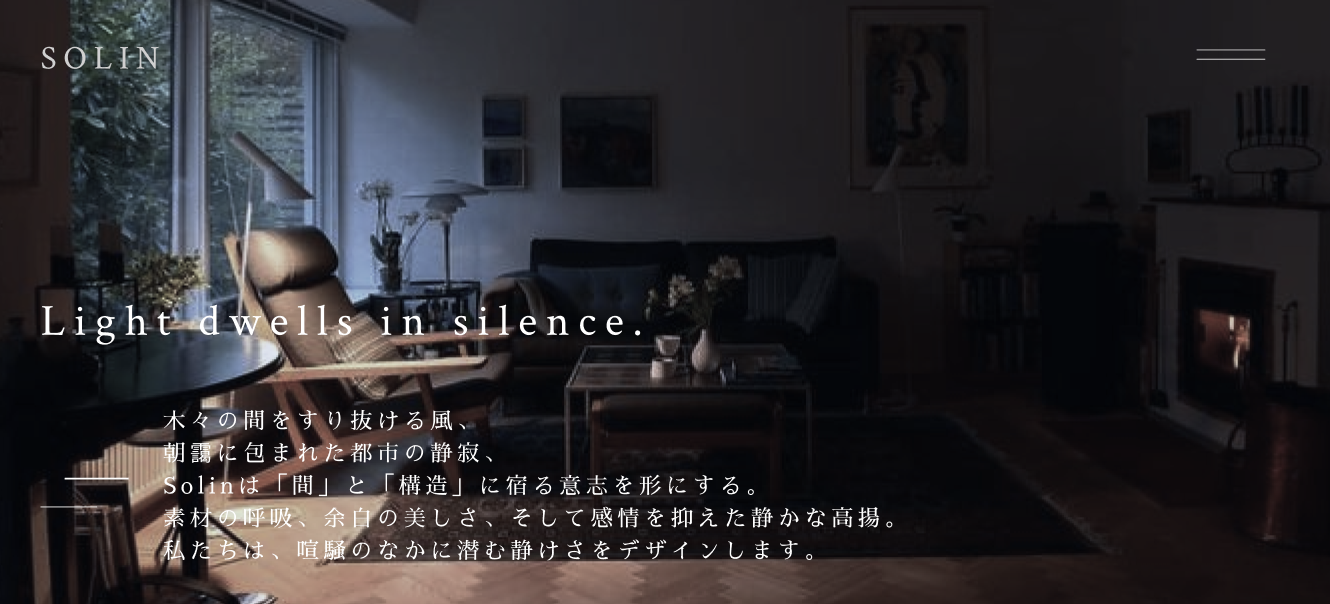 SOLIN
Light dwells in silence.
木々の間をすり抜ける風、
朝靄に包まれた都市の静寂、
Solinは「間」と「構造」に宿る意志を形にする。
素材の呼吸、余白の美しさ、そして感情を抑えた静かな高揚。
私たちは、喧騒のなかに潜む静けさをデザインします。